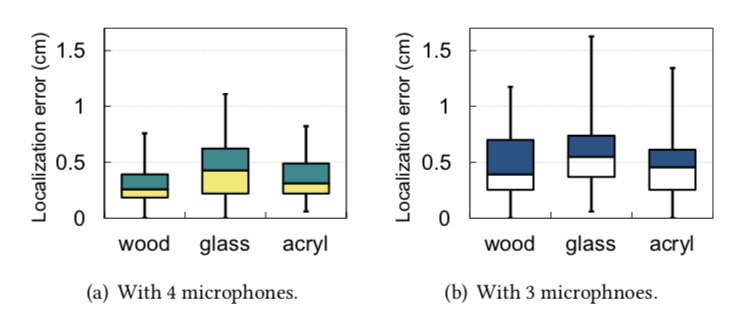 Localization error (cm)
1.5
1
0.5
0
wood glass acryl
(a) With 4 microphones.
Localization error (cm)
1.5
1
0.5
0
wood glass acryl
(b) With 3 microphnoes.